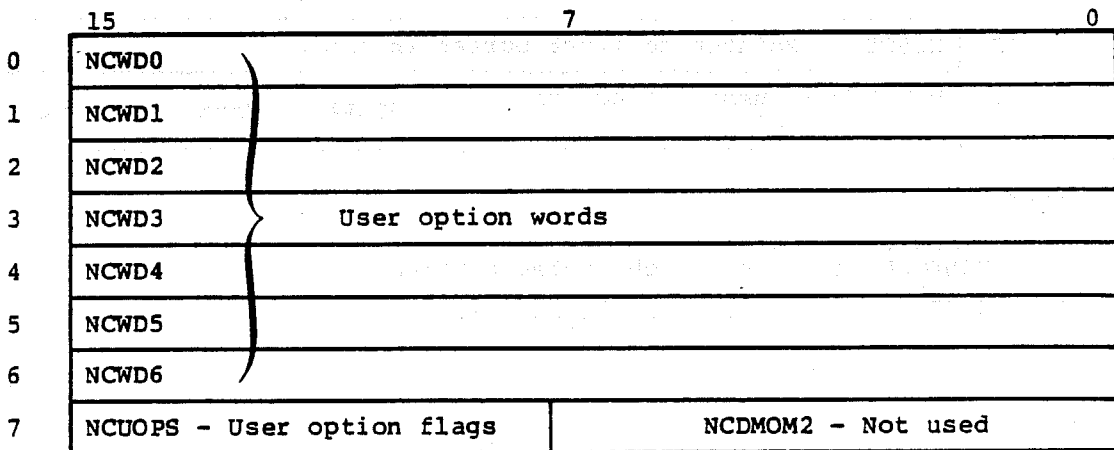 15 7 0
0 NCWD0
1 NCWD1
2 NCWD2
3 NCWD3 User option words
4 NCWD4
5 NCWD5
6 NCWD6
7 NCUOPS - User option flags NCDMOM2 - Not used